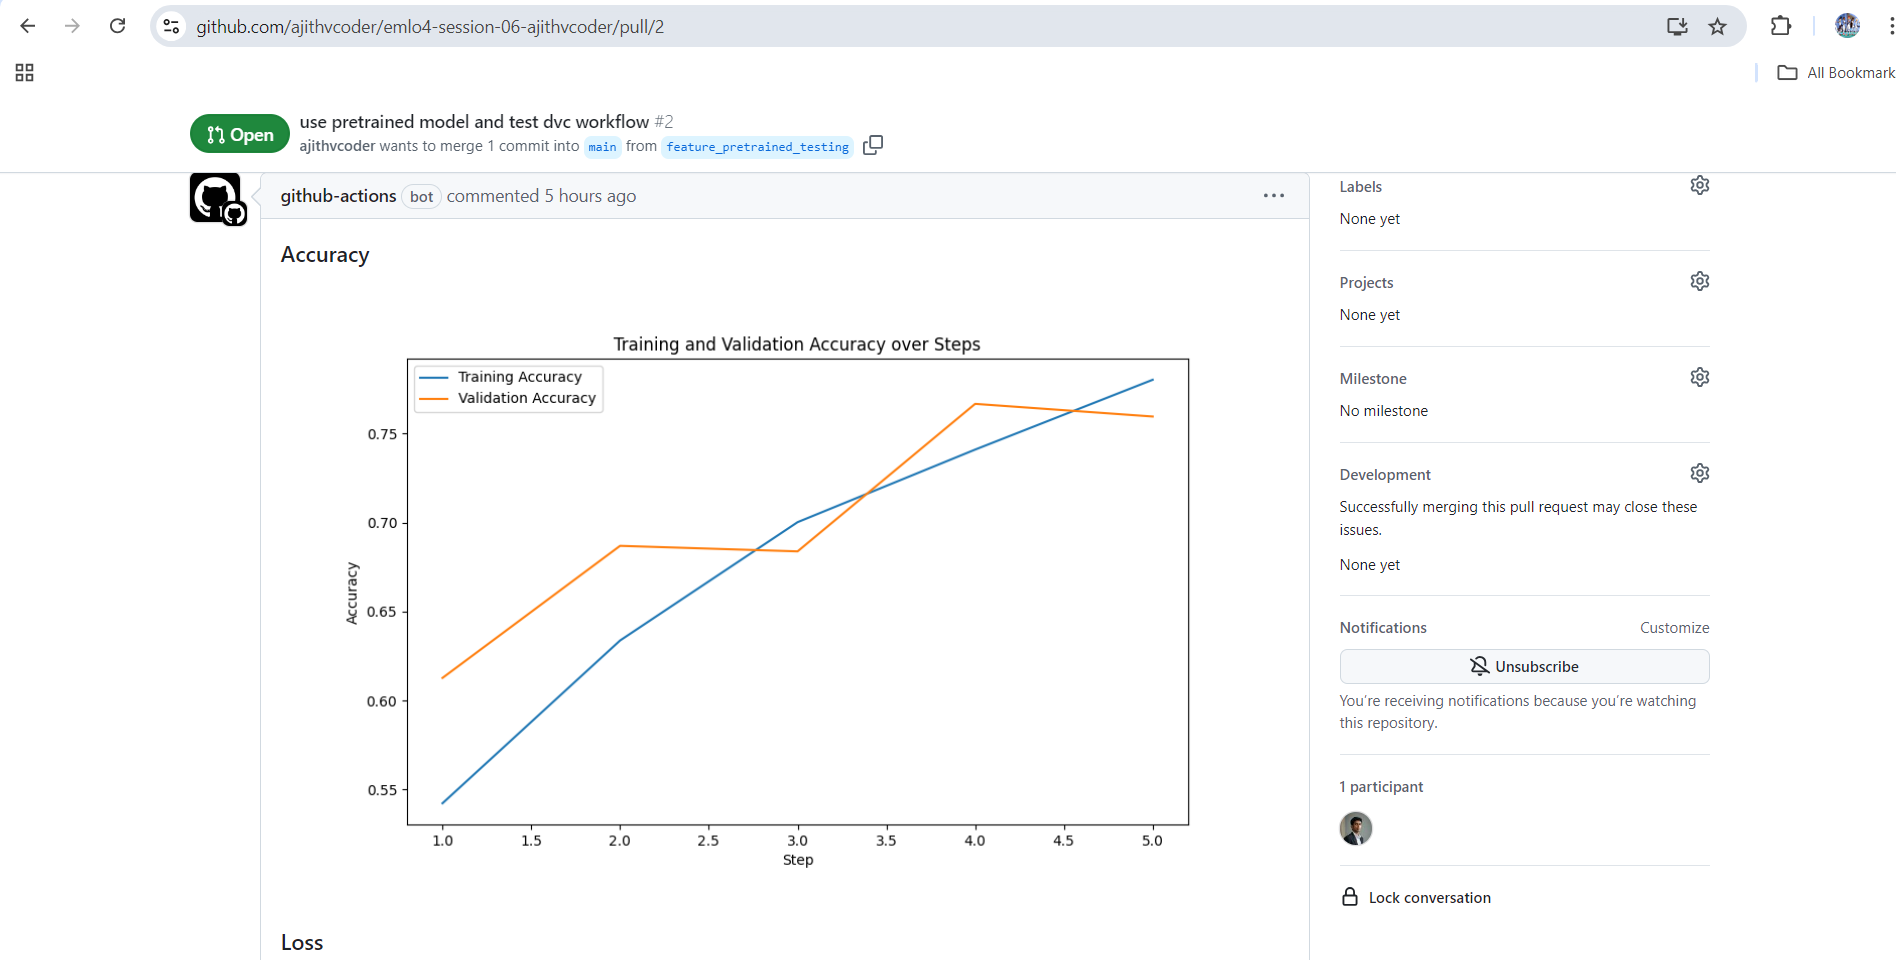 github.com/ajithvcoder/emlo4-session-06-ajithvcoder/pull/2
All Bookmark
Open
use pretrained model and test dvc workflow #2
ajithvcoder wants to merge 1 commit into main from feature_pretrained_testing
github-actions bot commented 5 hours ago
Accuracy
Training and Validation Accuracy over Steps
Training Accuracy
Validation Accuracy
0.75
0.70
0.65
0.60
0.55
Accuracy
1.0 1.5 2.0 2.5 3.0 3.5 4.0 4.5 5.0
Step
Loss
Labels
None yet
Projects
None yet
Milestone
No milestone
Development
Successfully merging this pull request may close these
issues.
None yet
Notifications Customize
Unsubscribe
You’re receiving notifications because you’re watching
this repository.
1 participant
Lock conversation